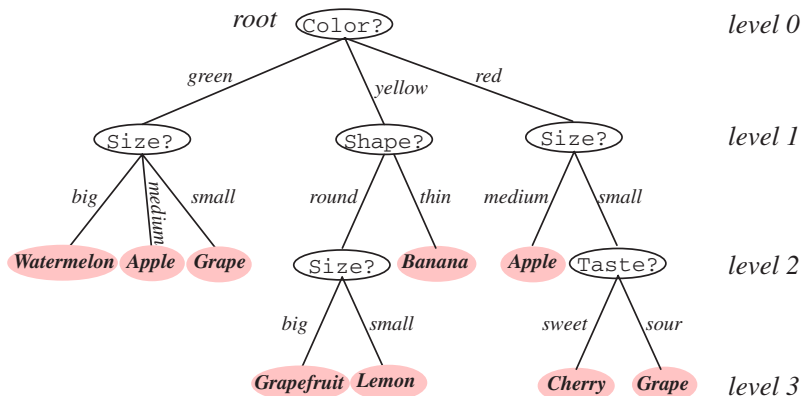 root Color? level 0
green yellow red
Size? Shape? Size? level 1
big medium small round thin medium small
Watermelon Apple Grape Size? Banana Apple Taste? level 2
big small sweet sour
Grapefruit Lemon Cherry Grape level 3